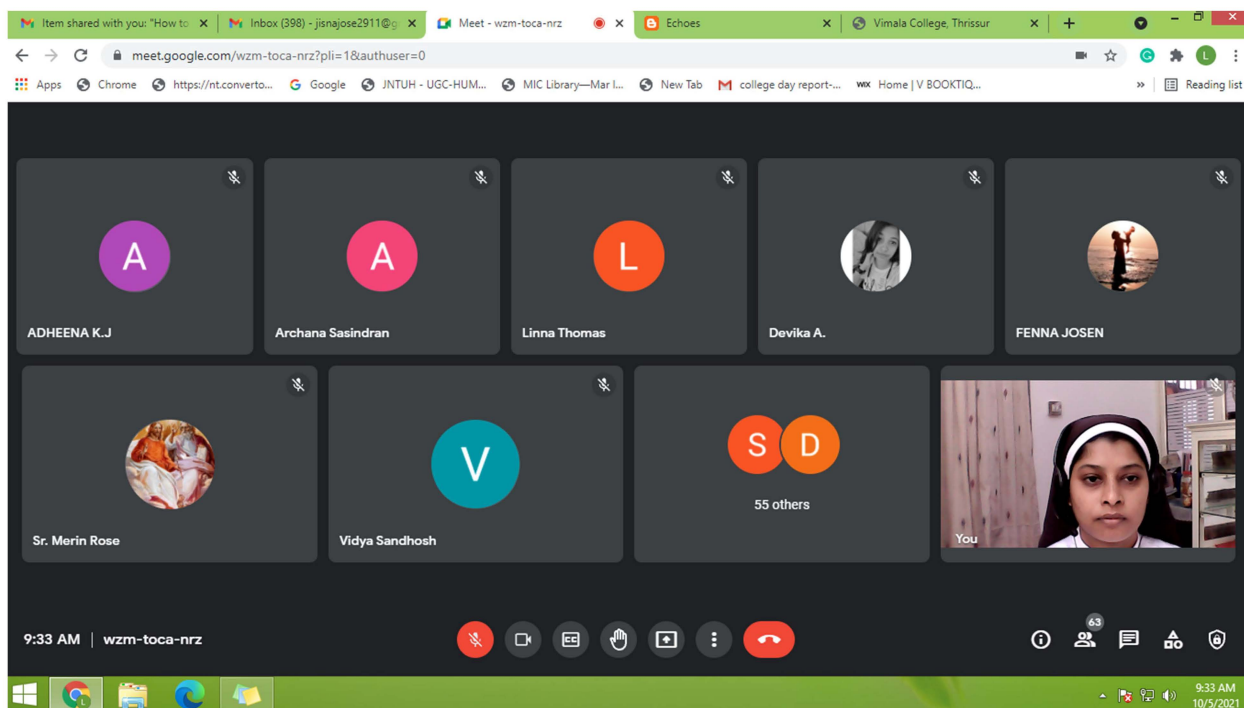 Item shared with you: "How to
Inbox (398) - jisnajose2911@g
Meet - wzm-toca-nrz
Echoes
Vimala College, Thrissur
meet.google.com/wzm-toca-nrz?pli=1&authuser=0
L
Apps
Chrome
https://nt.converto...
Google
JNTUH - UGC-HUM...
MIC Library—Mar I...
New Tab
college day report-...
WIX Home | V BOOKTIQ...
»
Reading list
A
A
L
ADHEENA K.J
Archana Sasindran
Linna Thomas
Devika A.
FENNA JOSEN
V
S D
55 others
Sr. Merin Rose
Vidya Sandhosh
You
9:33 AM | wzm-toca-nrz
CC
63
9:33 AM
10/5/2021